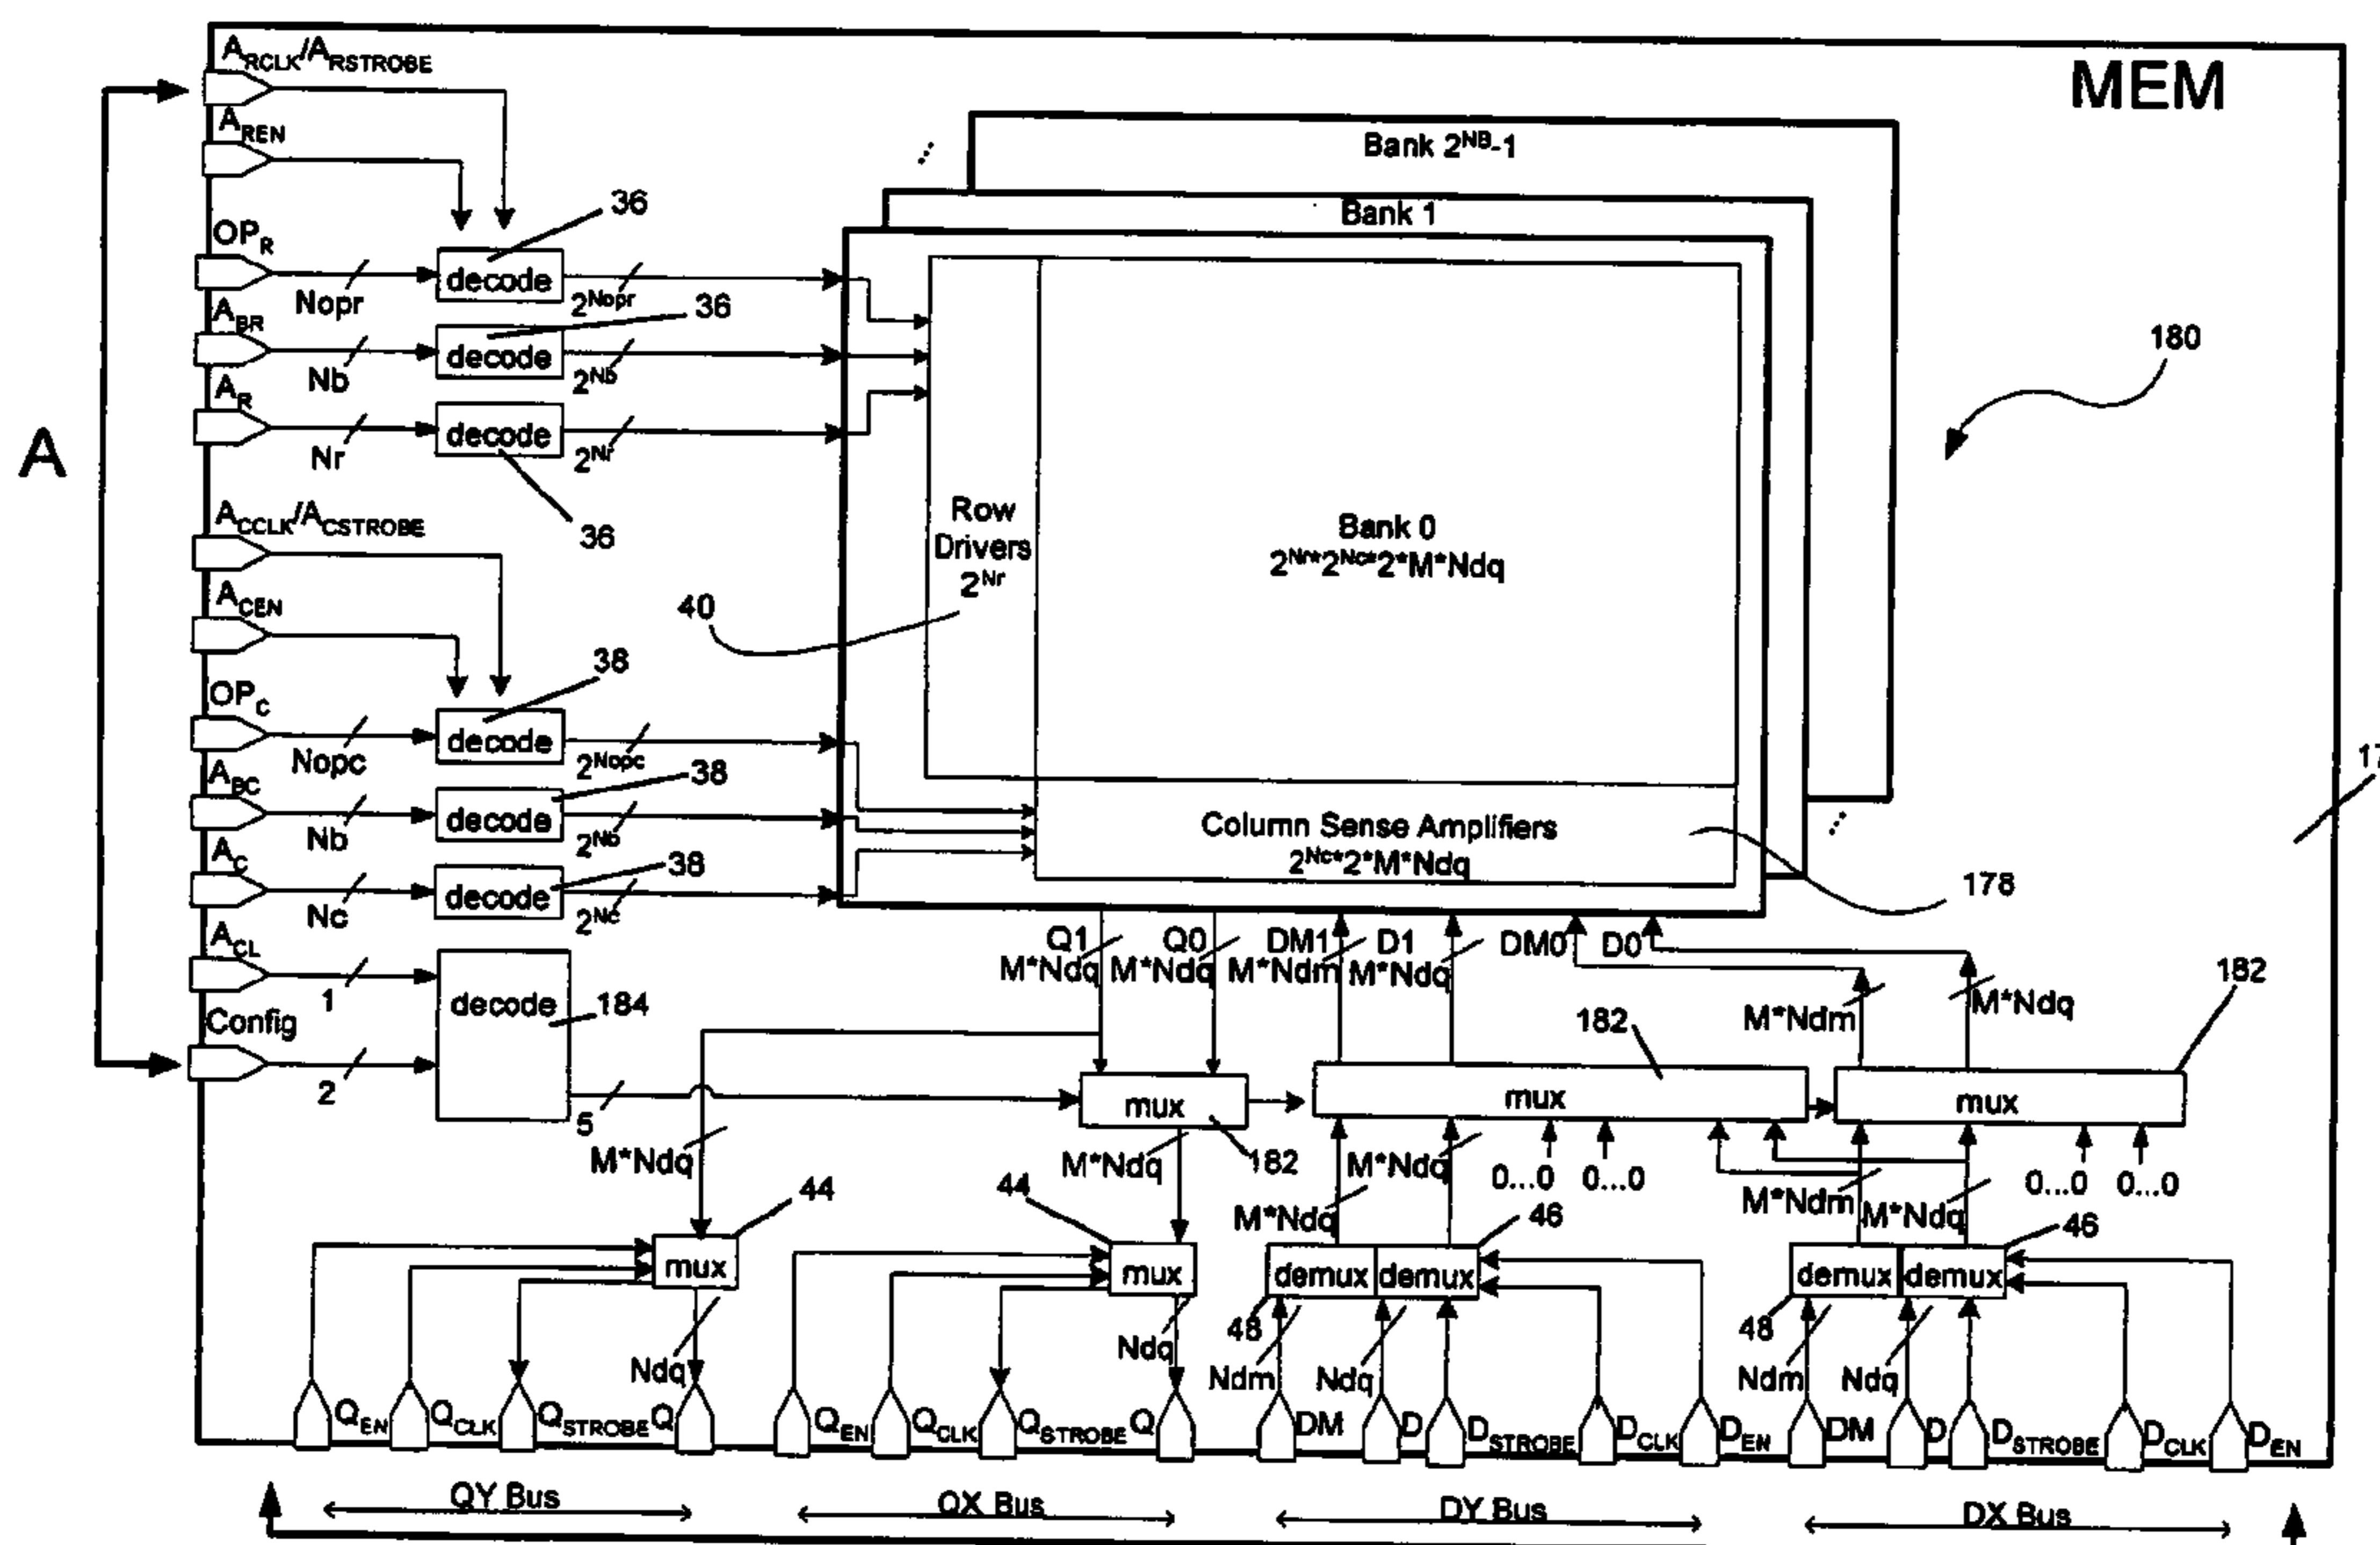 MEM
A
A_RCLK/A_RSTROBE
A_REN
OP_R
Nopr
decode
36
2^Nopr
A_BR
Nb
decode
36
2^Nb
A_R
Nr
decode
36
2^Nr
A_CCLK/A_CSTROBE
A_CEN
OP_C
Nopc
decode
38
2^Nopc
A_BC
Nb
decode
38
2^Nb
A_C
Nc
decode
38
2^Nc
A_CL
1
Config
2
decode
184
5
Bank 2^NB-1
Bank 1
Bank 0
2^Nr*2^Nc*2*M*Ndq
Row
Drivers
2^Nr
40
Column Sense Amplifiers
2^Nc*2*M*Ndq
178
180
Q1
M*Ndq
Q0
M*Ndq
DM1
M*Ndm
D1
M*Ndq
DM0
D0
M*Ndm
M*Ndq
182
182
mux
mux
mux
182
M*Ndq
M*Ndq
M*Ndq
M*Ndq
0...0
0...0
M*Ndm
M*Ndq
0...0
0...0
44
mux
44
mux
demux
demux
46
48
demux
demux
46
48
Ndq
Ndq
Ndm
Ndq
Ndm
Ndq
Q_EN
Q_CLK
Q_STROBE
Q
Q_EN
Q_CLK
Q_STROBE
Q
DM
D
D_STROBE
D_CLK
D_EN
DM
D
D_STROBE
D_CLK
D_EN
QY Bus
QX Bus
DY Bus
DX Bus